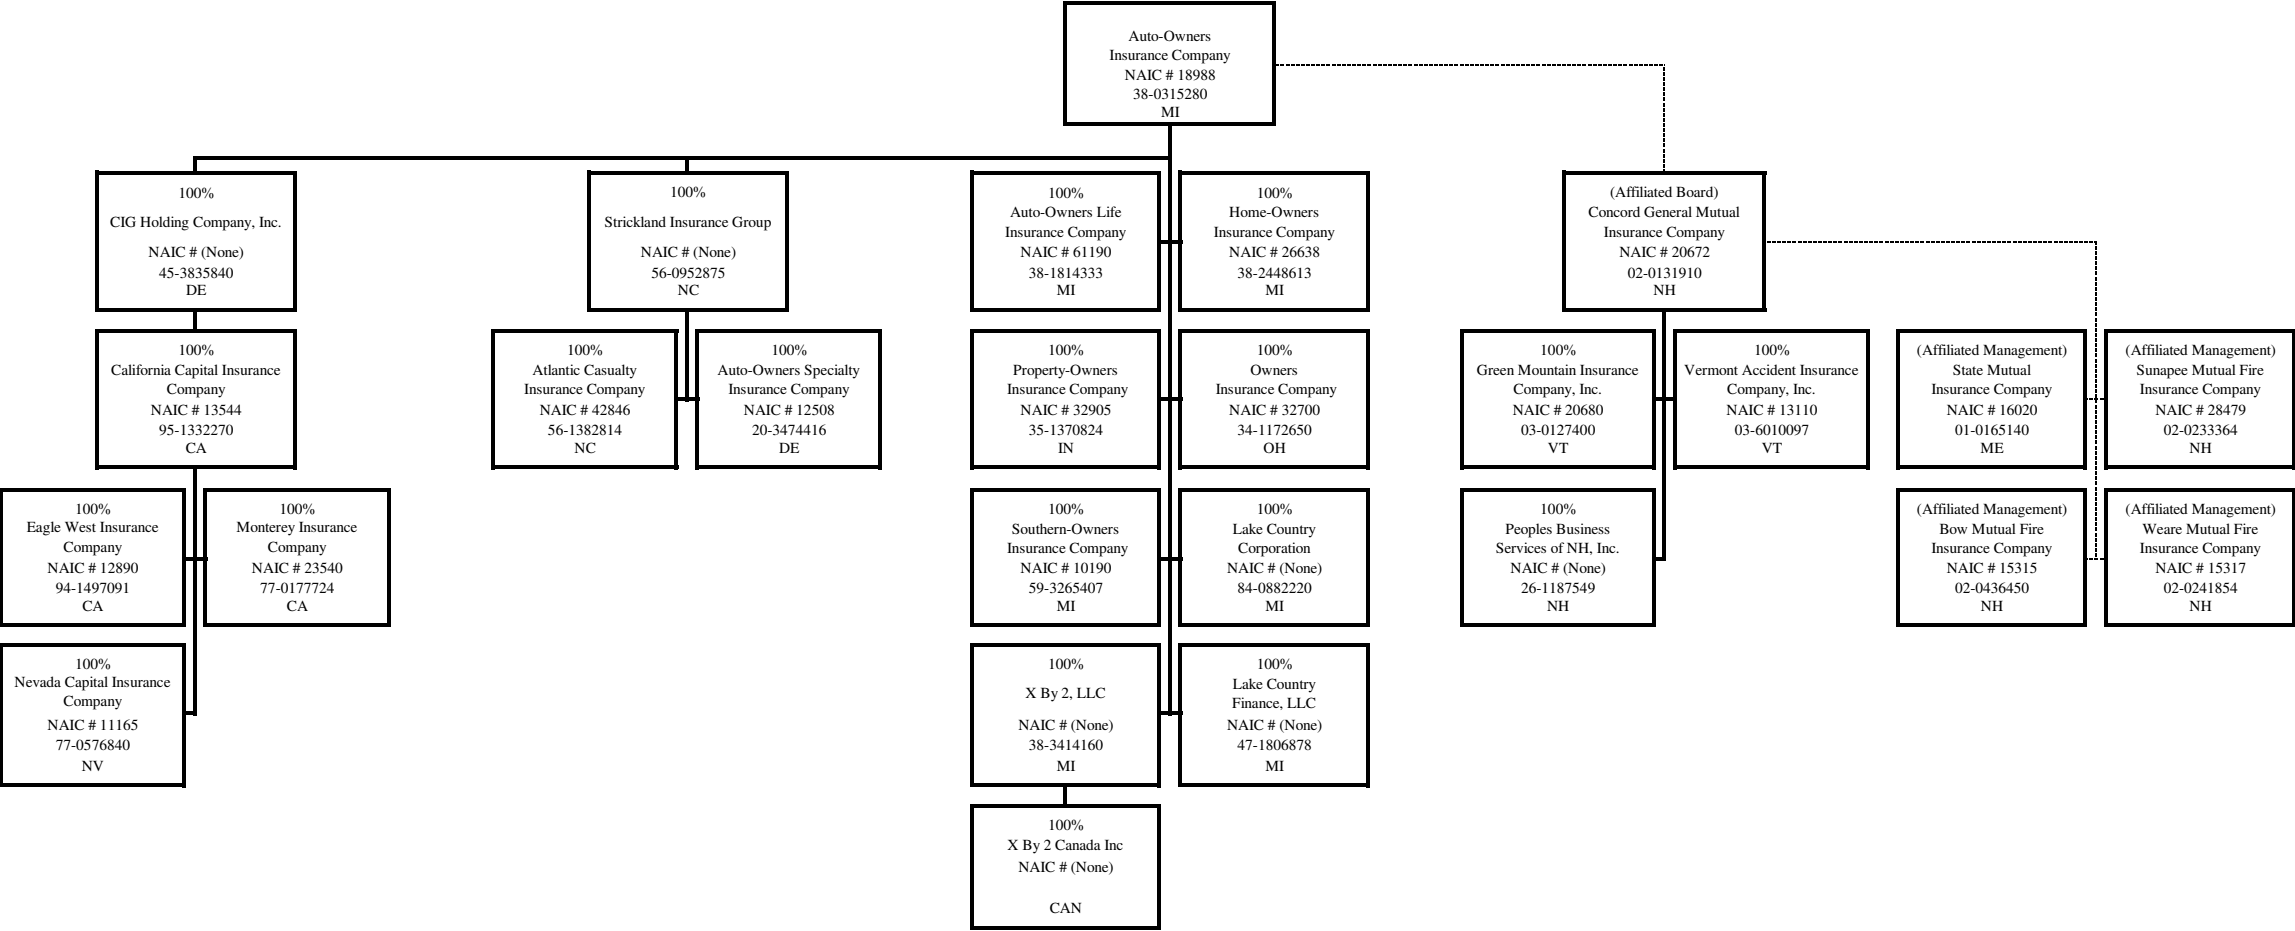 Auto-Owners
Insurance Company
NAIC # 18988
38-0315280
MI
100%
CIG Holding Company, Inc.
NAIC # (None)
45-3835840
DE
100%
Strickland Insurance Group
NAIC # (None)
56-0952875
NC
100%
Auto-Owners Life
Insurance Company
NAIC # 61190
38-1814333
MI
100%
Home-Owners
Insurance Company
NAIC # 26638
38-2448613
MI
(Affiliated Board)
Concord General Mutual
Insurance Company
NAIC # 20672
02-0131910
NH
100%
California Capital Insurance
Company
NAIC # 13544
95-1332270
CA
100%
Atlantic Casualty
Insurance Company
NAIC # 42846
56-1382814
NC
100%
Auto-Owners Specialty
Insurance Company
NAIC # 12508
20-3474416
DE
100%
Property-Owners
Insurance Company
NAIC # 32905
35-1370824
IN
100%
Owners
Insurance Company
NAIC # 32700
34-1172650
OH
100%
Green Mountain Insurance
Company, Inc.
NAIC # 20680
03-0127400
VT
100%
Vermont Accident Insurance
Company, Inc.
NAIC # 13110
03-6010097
VT
(Affiliated Management)
State Mutual
Insurance Company
NAIC # 16020
01-0165140
ME
(Affiliated Management)
Sunapee Mutual Fire
Insurance Company
NAIC # 28479
02-0233364
NH
100%
Eagle West Insurance
Company
NAIC # 12890
94-1497091
CA
100%
Monterey Insurance
Company
NAIC # 23540
77-0177724
CA
100%
Southern-Owners
Insurance Company
NAIC # 10190
59-3265407
MI
100%
Lake Country
Corporation
NAIC # (None)
84-0882220
MI
100%
Peoples Business
Services of NH, Inc.
NAIC # (None)
26-1187549
NH
(Affiliated Management)
Bow Mutual Fire
Insurance Company
NAIC # 15315
02-0436450
NH
(Affiliated Management)
Weare Mutual Fire
Insurance Company
NAIC # 15317
02-0241854
NH
100%
Nevada Capital Insurance
Company
NAIC # 11165
77-0576840
NV
100%
X By 2, LLC
NAIC # (None)
38-3414160
MI
100%
Lake Country
Finance, LLC
NAIC # (None)
47-1806878
MI
100%
X By 2 Canada Inc
NAIC # (None)
CAN